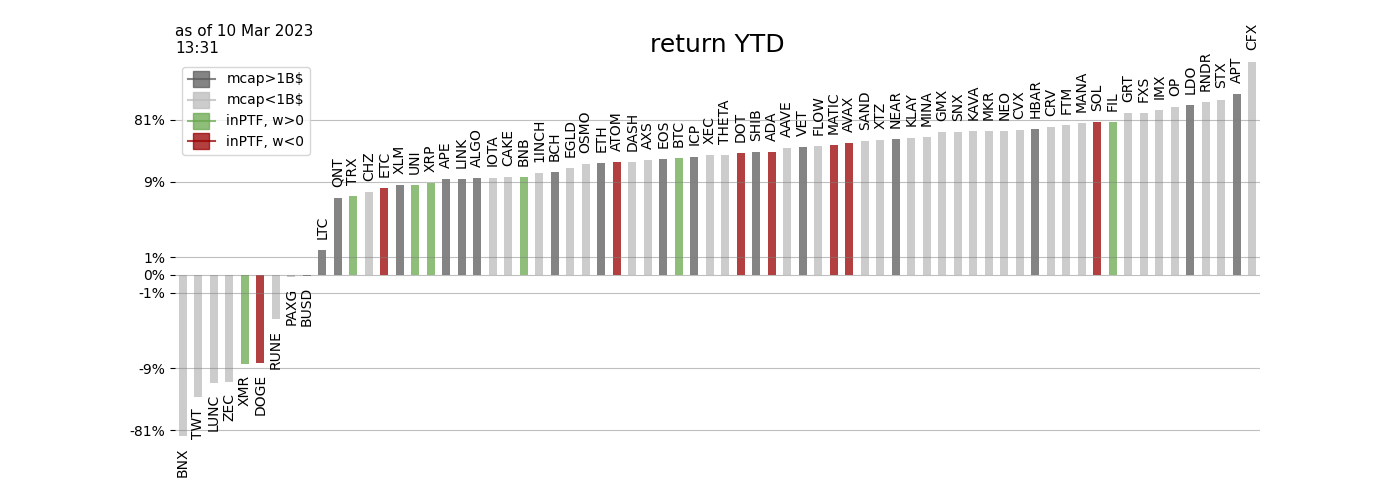 as of 10 Mar 2023
13:31
return YTD
mcap>1B$
mcap<1B$
inPTF, w>0
inPTF, w<0
81%
9%
1%
0%
-1%
-9%
-81%
BNX
TWT
LUNC
ZEC
XMR
DOGE
RUNE
PAXG
BUSD
LTC
QNT
TRX
CHZ
ETC
XLM
UNI
XRP
APE
LINK
ALGO
IOTA
CAKE
BNB
1INCH
BCH
EGLD
OSMO
ETH
ATOM
DASH
AXS
EOS
BTC
ICP
XEC
THETA
DOT
SHIB
ADA
AAVE
VET
FLOW
MATIC
AVAX
SAND
XTZ
NEAR
KLAY
MINA
GMX
SNX
KAVA
MKR
NEO
CVX
HBAR
CRV
FTM
MANA
SOL
FIL
GRT
FXS
IMX
OP
LDO
RNDR
STX
APT
CFX